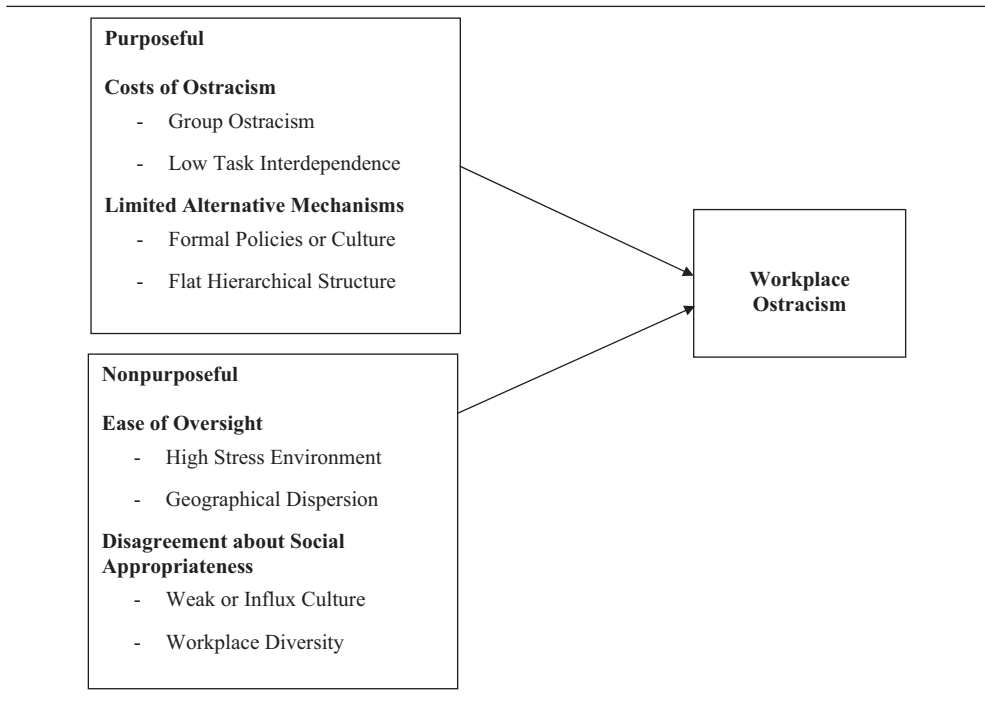 Purposeful
Costs of Ostracism
- Group Ostracism
- Low Task Interdependence
Limited Alternative Mechanisms
- Formal Policies or Culture
- Flat Hierarchical Structure
Workplace
Ostracism
Nonpurposeful
Ease of Oversight
- High Stress Environment
- Geographical Dispersion
Disagreement about Social
Appropriateness
- Weak or Influx Culture
- Workplace Diversity